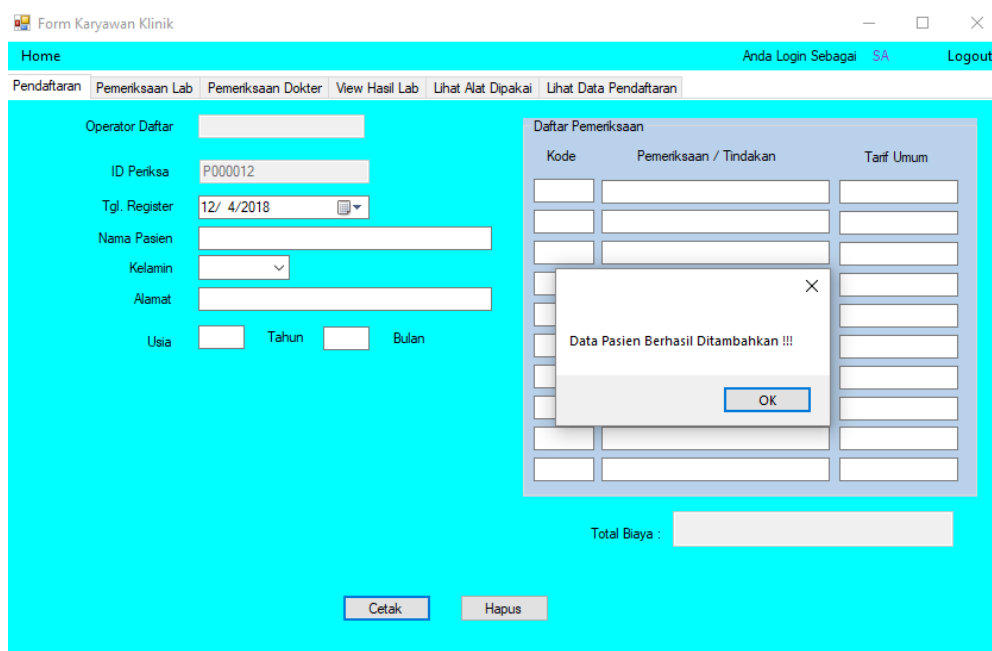 Form Karyawan Klinik
Home Anda Login Sebagai SA Logout
Pendaftaran Pemeriksaan Lab Pemeriksaan Dokter View Hasil Lab Lihat Alat Dipakai Lihat Data Pendaftaran
Operator Daftar
ID Periksa P000012
Tgl. Register 12/ 4/2018
Nama Pasien
Kelamin
Alamat
Usia Tahun Bulan
Daftar Pemeriksaan
Kode Pemeriksaan / Tindakan Tarif Umum
Data Pasien Berhasil Ditambahkan !!!
OK
Total Biaya :
Cetak Hapus